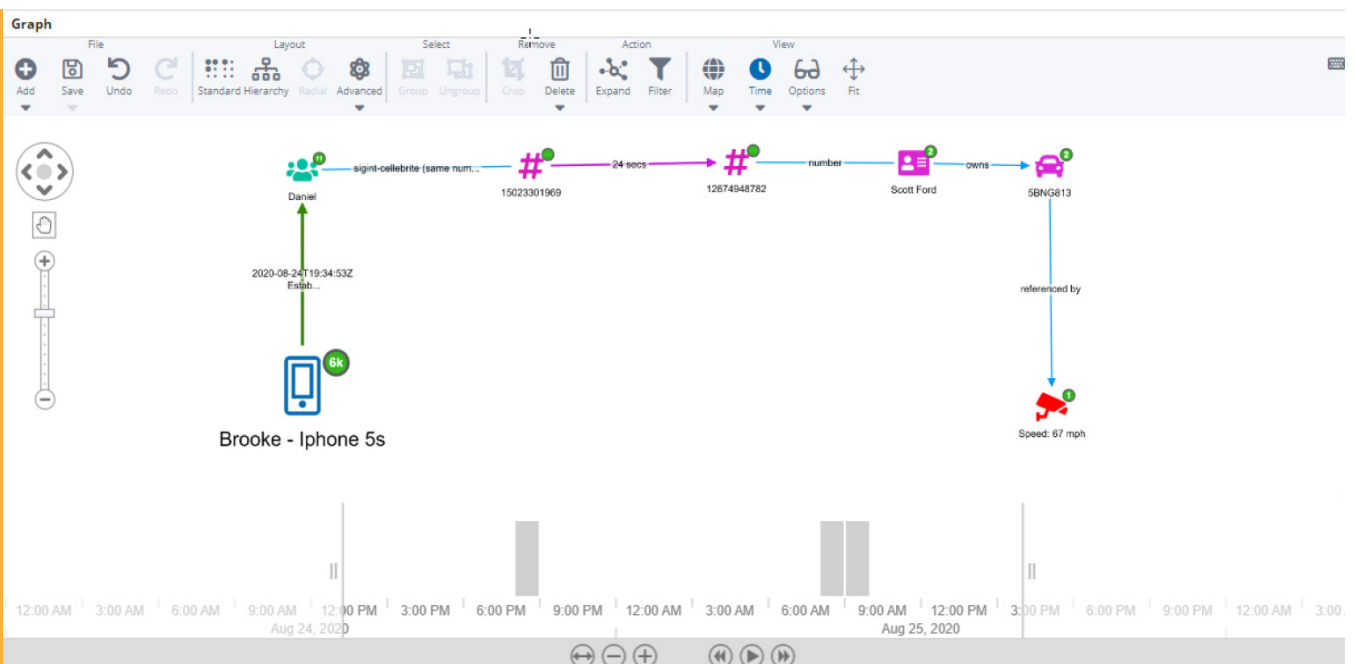 Graph
File Layout Select Remove Action View
Add Save Undo Redo Standard Hierarchy Radial Advanced Group Ungroup Crop Delete Expand Filter Map Time Options Fit
11 2 2
sigint-cellebrite (same num... 24 secs number owns
Daniel 15023301969 12674948782 Scott Ford 5BNG813
2020-08-24T19:34:53Z
Estab...
referenced by
6k
1
Brooke - Iphone 5s
Speed: 67 mph
12:00 AM 3:00 AM 6:00 AM 9:00 AM 12:00 PM 3:00 PM 6:00 PM 9:00 PM 12:00 AM 3:00 AM 6:00 AM 9:00 AM 12:00 PM 3:00 PM 6:00 PM 9:00 PM 12:00 AM 3:00
Aug 24, 2020 Aug 25, 2020